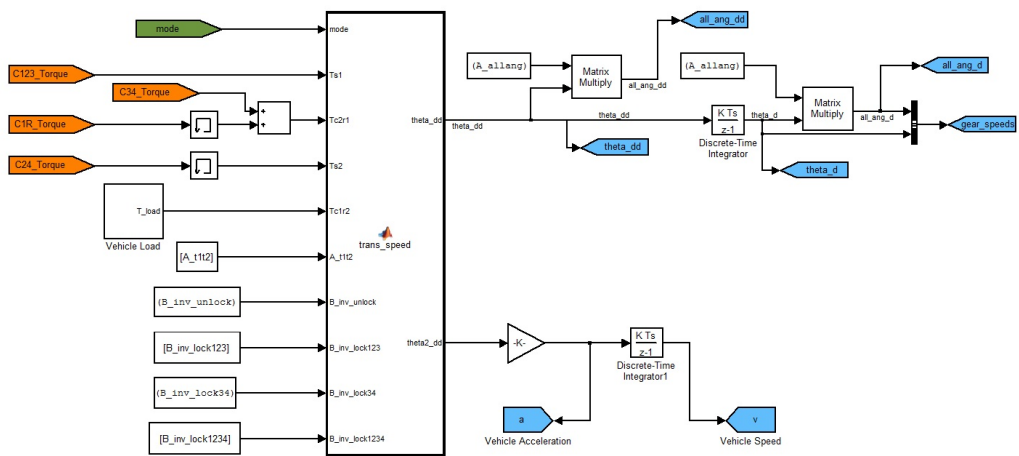 mode
mode
C123_Torque
Ts1
C34_Torque
+
+
C1R_Torque
Tc2r1
C24_Torque
Ts2
T_load
Vehicle Load
Tc1r2
[A_t1t2]
A_t1t2
(B_inv_unlock)
B_inv_unlock
[B_inv_lock123]
B_inv_lock123
(B_inv_lock34)
B_inv_lock34
[B_inv_lock1234]
B_inv_lock1234
trans_speed
theta_dd
theta_dd
theta2_dd
(A_allang)
Matrix
Multiply
all_ang_dd
all_ang_dd
theta_dd
theta_dd
K Ts
z-1
Discrete-Time
Integrator
theta_d
theta_d
(A_allang)
Matrix
Multiply
all_ang_d
all_ang_d
gear_speeds
-K-
K Ts
z-1
Discrete-Time
Integrator1
a
Vehicle Acceleration
v
Vehicle Speed